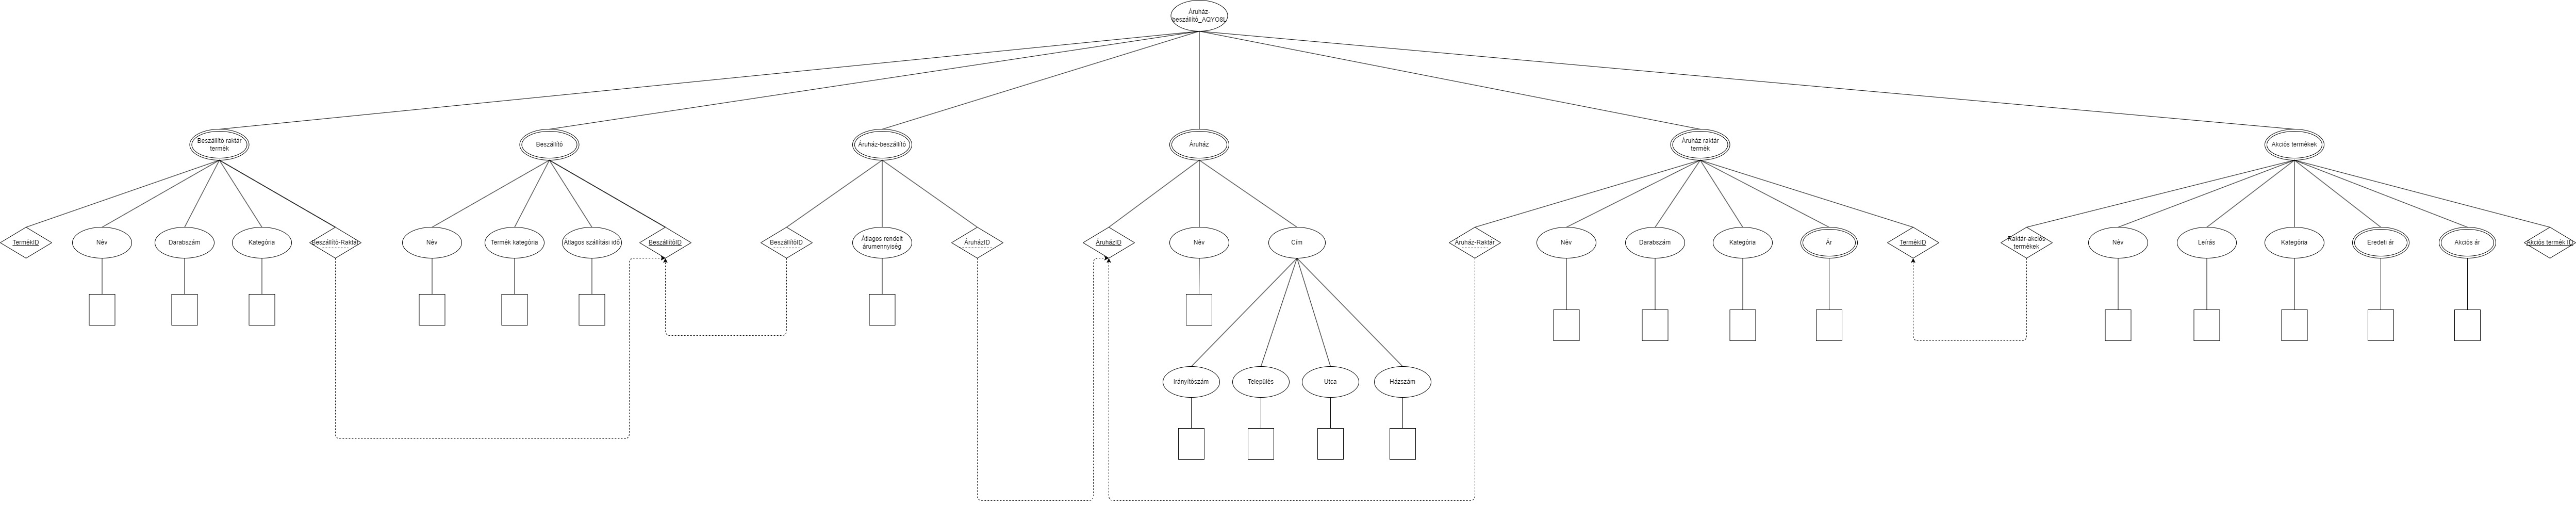 Áruház-
beszállító_AQYO8L
Beszállító raktár
termék
Beszállító
Áruház-beszállító
Áruház
Áruház raktár
termék
Akciós termékek
TermékID
Név
Darabszám
Kategória
Beszállító-Raktár
Név
Termék kategória
Átlagos szállítási idő
BeszállítóID
BeszállítóID
Átlagos rendelt
árumennyiség
ÁruházID
ÁruházID
Név
Cím
Áruház-Raktár
Név
Darabszám
Kategória
Ár
TermékID
Raktár-akciós
termékek
Név
Leírás
Kategória
Eredeti ár
Akciós ár
Akciós termék ID
Irányítószám
Település
Utca
Házszám